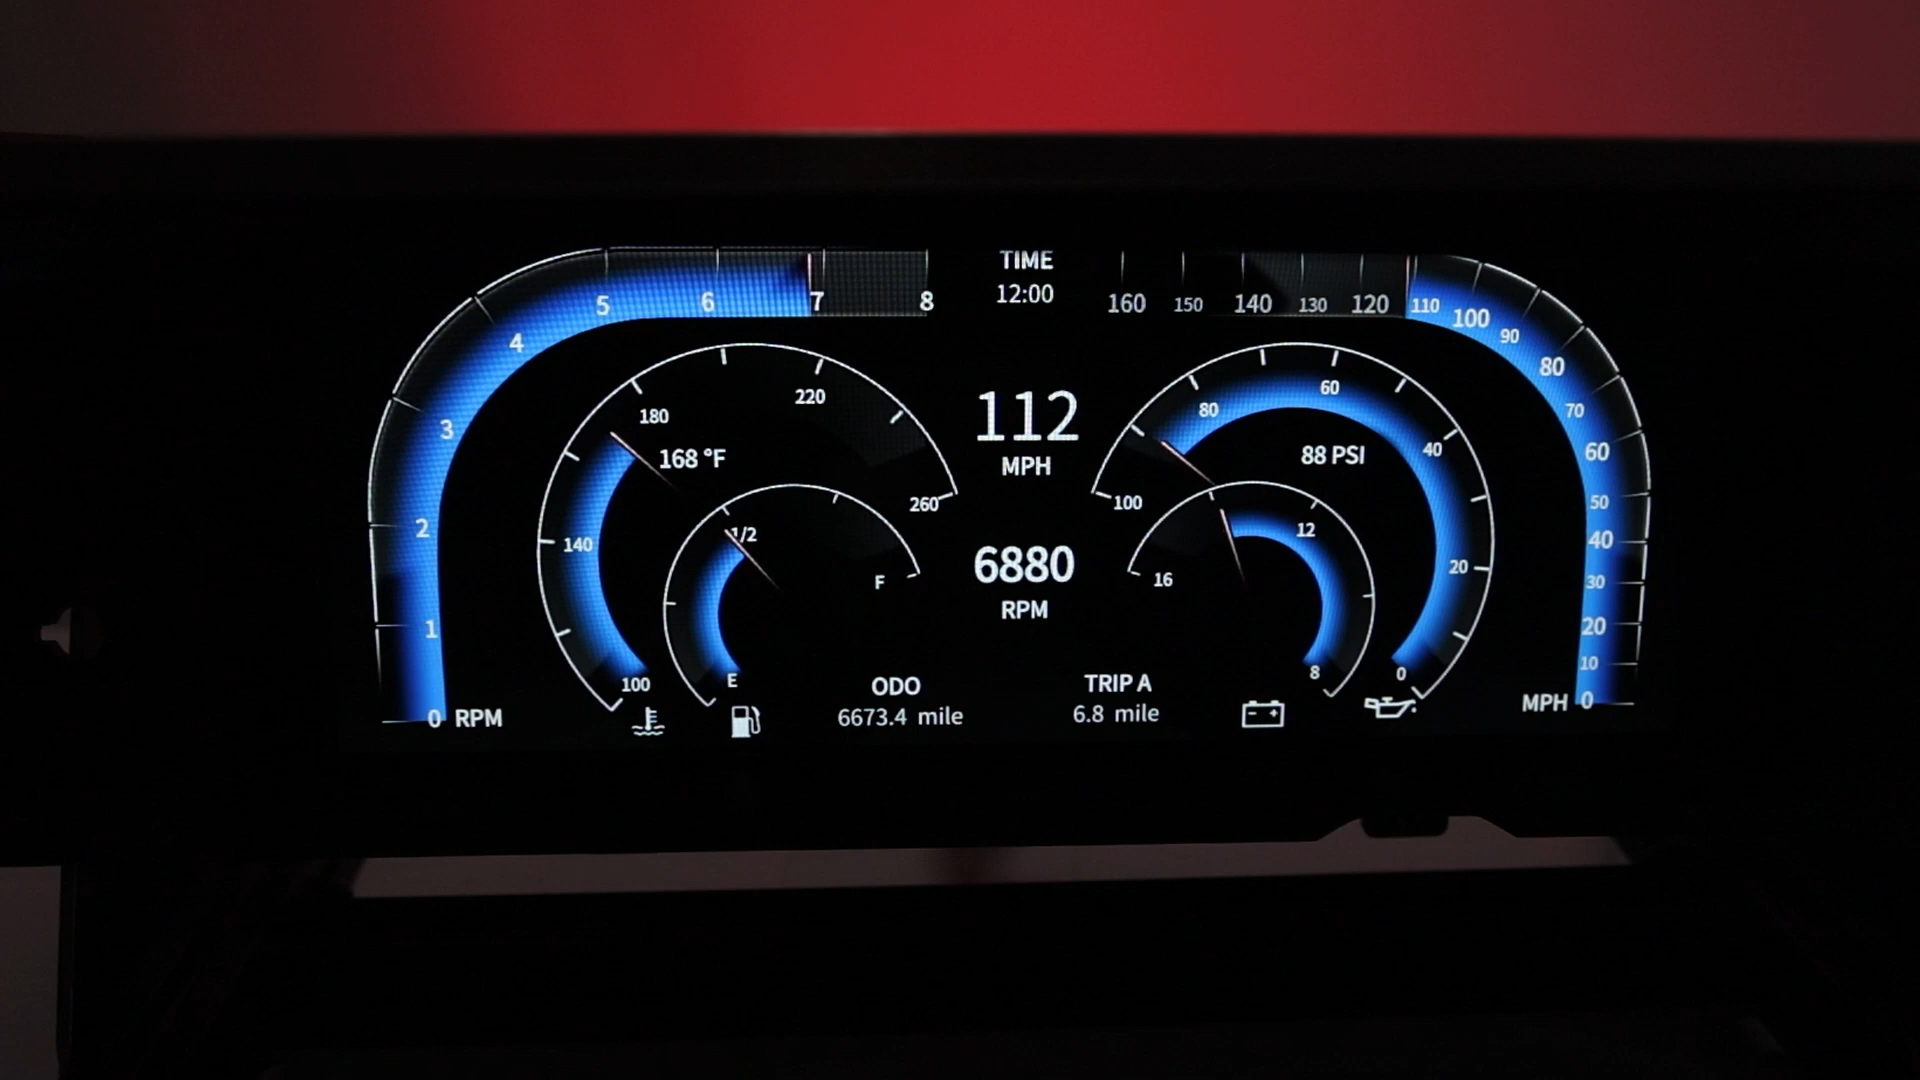 TIME
12:00
5 6 7 8
160 150 140 130 120 110 100 90 80 70 60 50 40 30 20 10 0
4
3
2
1
0 RPM
220
180
168 °F
140
100
260
1/2
F
E
112
MPH
6880
RPM
60
80
40
88 PSI
100
20
0
12
16
8
MPH
ODO
6673.4 mile
TRIP A
6.8 mile